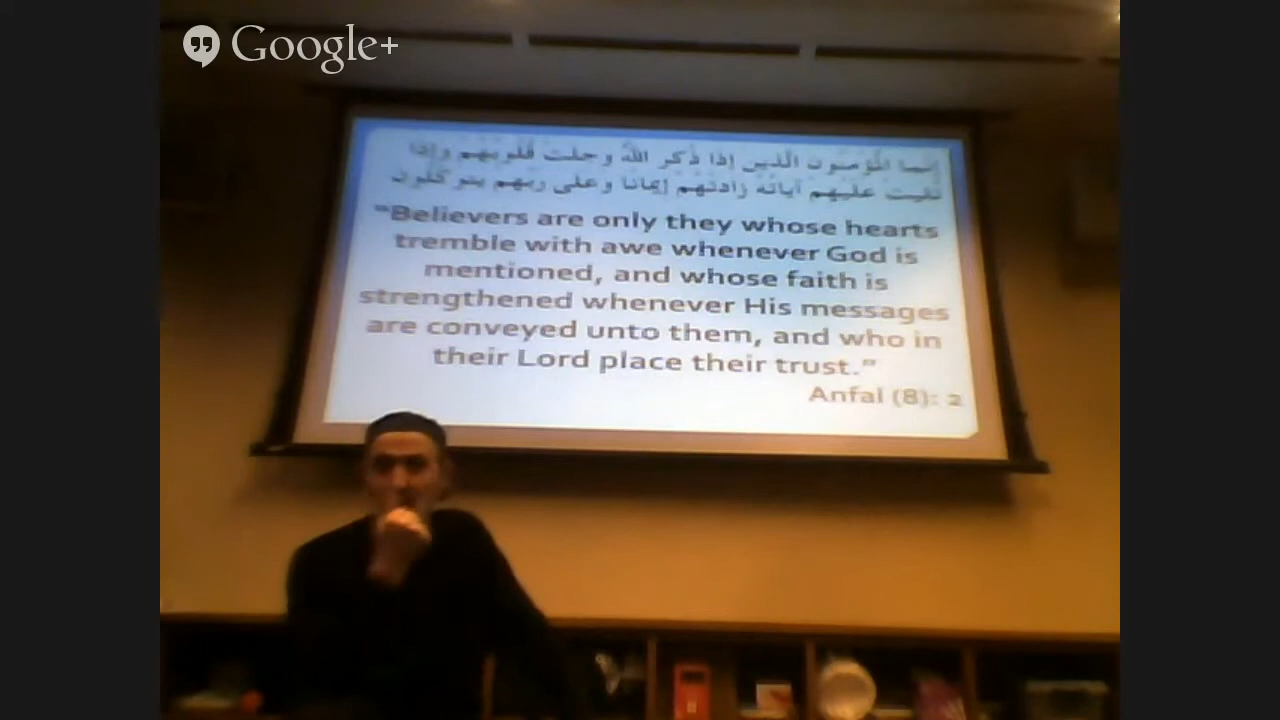 Google+
إنما المؤمنون الذين إذا ذكر الله وجلت قلوبهم وإذا
تليت عليهم آياته زادتهم إيمانا وعلى ربهم يتوكلون
"Believers are only they whose hearts
tremble with awe whenever God is
mentioned, and whose faith is
strengthened whenever His messages
are conveyed unto them, and who in
their Lord place their trust."
Anfal (8): 2